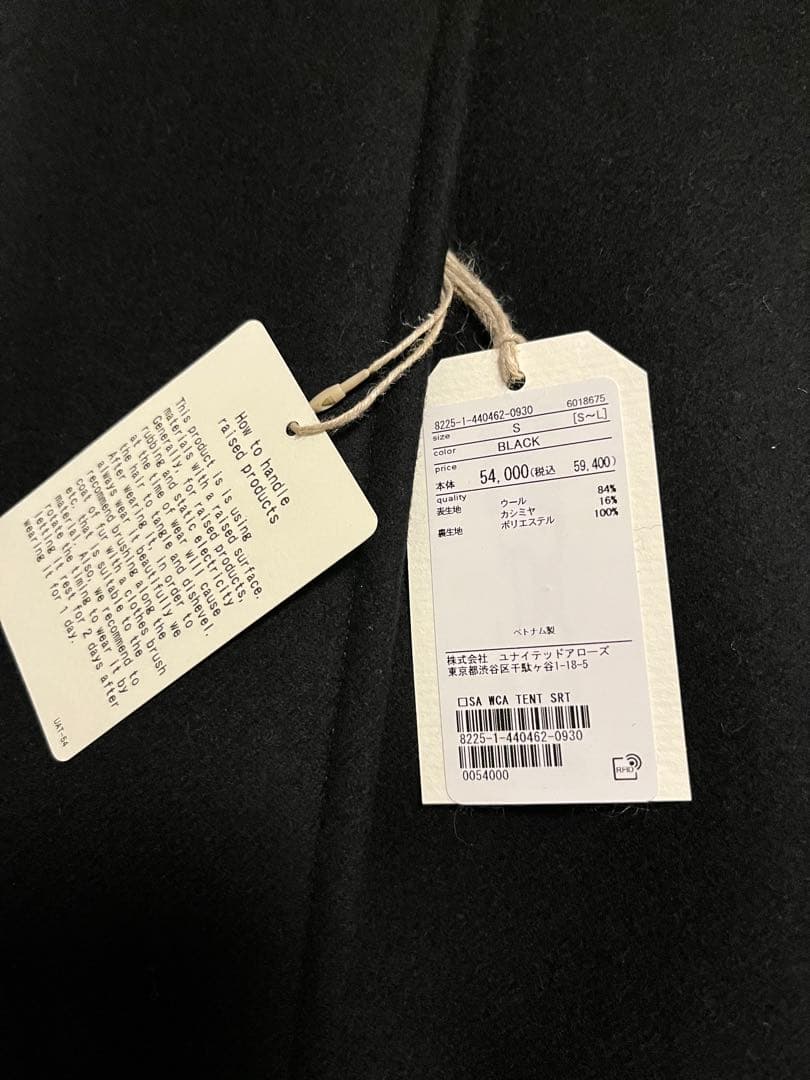 How to handle
raised products
This product is is using
materials with a raised surface.
Generally, for raised products,
rubbing and static electricity
at the time of wear will cause
the hair to tangle and dishevel.
After wearing it, in order to
always wear it beautifully we
recommend brushing along the
coat of fur with a clothes brush
etc. that is suitable to the
material. Also, we recommend to
rotate the timing to wear it by
letting it rest for 2 days after
wearing it for 1 day.
UAT-54
8225-1-440462-0930 6018675
size S [S~L]
color BLACK
price
本体 54,000(税込 59,400)
quality
表生地 ウール 84%
カシミヤ 16%
裏生地 ポリエステル 100%
ベトナム製
株式会社 ユナイテッドアローズ
東京都渋谷区千駄ヶ谷1-18-5
□SA WCA TENT SRT
8225-1-440462-0930
0054000
RFID